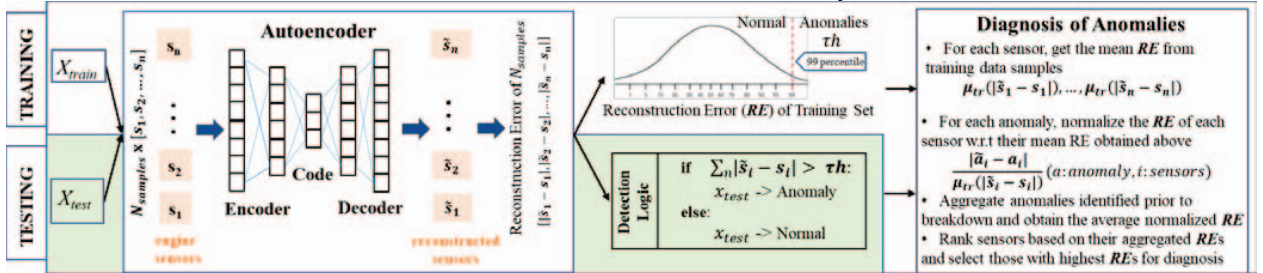 TRAINING
TESTING
X_train
X_test
N_samples X [s_1, s_2, ..., s_n]
Autoencoder
s_n
s_2
s_1
engine
sensors
Encoder
Code
Decoder
s̃_n
s̃_2
s̃_1
reconstructed
sensors
Reconstruction Error of N_samples
[|s̃_1 − s_1|, |s̃_2 − s_2|, ..., |s̃_n − s_n|]
Normal
Anomalies
τh
99 percentile
Reconstruction Error (RE) of Training Set
Detection
Logic
if ∑_n|s̃_i − s_i| > τh:
x_test -> Anomaly
else:
x_test -> Normal
Diagnosis of Anomalies
• For each sensor, get the mean RE from
training data samples
μ_tr(|s̃_1 − s_1|), ..., μ_tr(|s̃_n − s_n|)
• For each anomaly, normalize the RE of each
sensor w.r.t their mean RE obtained above
|ã_i − a_i|
μ_tr(|s̃_i − s_i|) (a: anomaly, i: sensors)
• Aggregate anomalies identified prior to
breakdown and obtain the average normalized RE
• Rank sensors based on their aggregated REs
and select those with highest REs for diagnosis